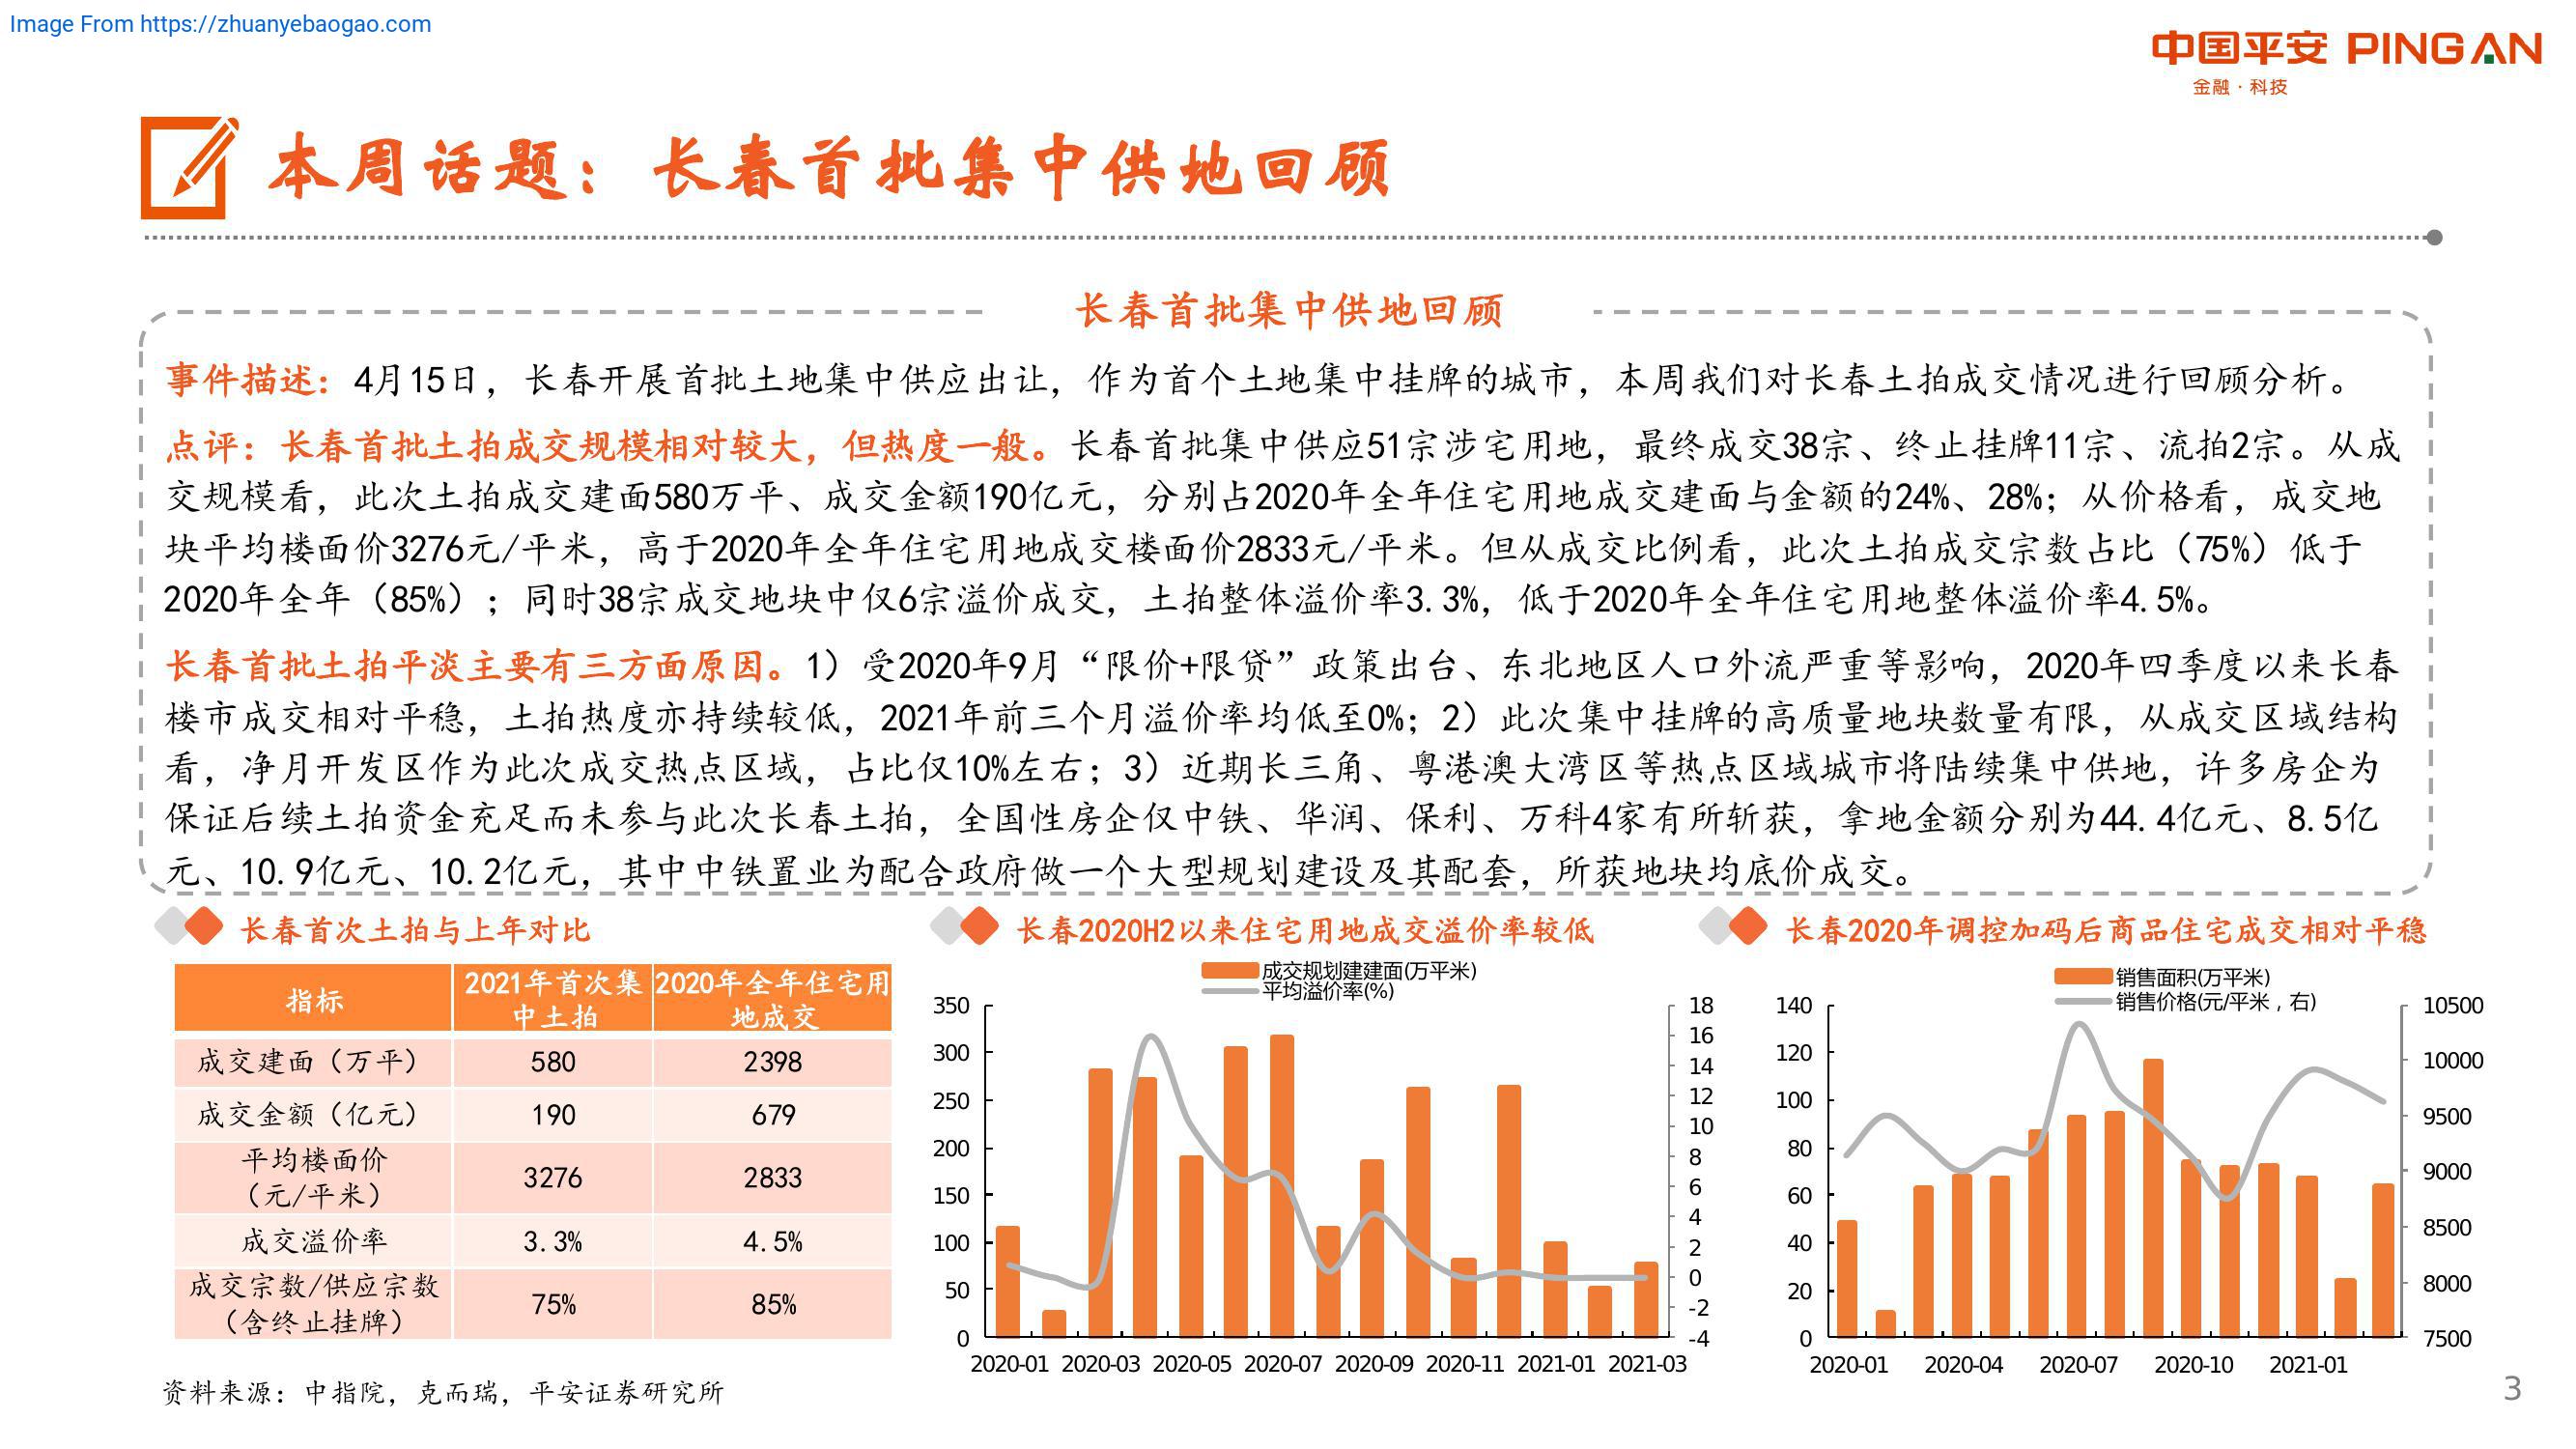 Image From https://zhuanyebaogao.com
中国平安 PINGAN
金融·科技
本周话题：长春首批集中供地回顾
长春首批集中供地回顾
事件描述：4月15日，长春开展首批土地集中供应出让，作为首个土地集中挂牌的城市，本周我们对长春土拍成交情况进行回顾分析。
点评：长春首批土拍成交规模相对较大，但热度一般。长春首批集中供应51宗涉宅用地，最终成交38宗、终止挂牌11宗、流拍2宗。从成
交规模看，此次土拍成交建面580万平、成交金额190亿元，分别占2020年全年住宅用地成交建面与金额的24%、28%；从价格看，成交地
块平均楼面价3276元/平米，高于2020年全年住宅用地成交楼面价2833元/平米。但从成交比例看，此次土拍成交宗数占比（75%）低于
2020年全年（85%）；同时38宗成交地块中仅6宗溢价成交，土拍整体溢价率3.3%，低于2020年全年住宅用地整体溢价率4.5%。
长春首批土拍平淡主要有三方面原因。1）受2020年9月“限价+限贷”政策出台、东北地区人口外流严重等影响，2020年四季度以来长春
楼市成交相对平稳，土拍热度亦持续较低，2021年前三个月溢价率均低至0%；2）此次集中挂牌的高质量地块数量有限，从成交区域结构
看，净月开发区作为此次成交热点区域，占比仅10%左右；3）近期长三角、粤港澳大湾区等热点区域城市将陆续集中供地，许多房企为
保证后续土拍资金充足而未参与此次长春土拍，全国性房企仅中铁、华润、保利、万科4家有所斩获，拿地金额分别为44.4亿元、8.5亿
元、10.9亿元、10.2亿元，其中中铁置业为配合政府做一个大型规划建设及其配套，所获地块均底价成交。
长春首次土拍与上年对比
指标 2021年首次集中土拍 2020年全年住宅用地成交
成交建面（万平） 580 2398
成交金额（亿元） 190 679
平均楼面价（元/平米） 3276 2833
成交溢价率 3.3% 4.5%
成交宗数/供应宗数（含终止挂牌） 75% 85%
长春2020H2以来住宅用地成交溢价率较低
成交规划建建面(万平米)
平均溢价率(%)
350
300
250
200
150
100
50
0
18
16
14
12
10
8
6
4
2
0
-2
-4
2020-01 2020-03 2020-05 2020-07 2020-09 2020-11 2021-01 2021-03
长春2020年调控加码后商品住宅成交相对平稳
销售面积(万平米)
销售价格(元/平米，右)
140
120
100
80
60
40
20
0
10500
10000
9500
9000
8500
8000
7500
2020-01 2020-04 2020-07 2020-10 2021-01
资料来源：中指院，克而瑞，平安证券研究所
3